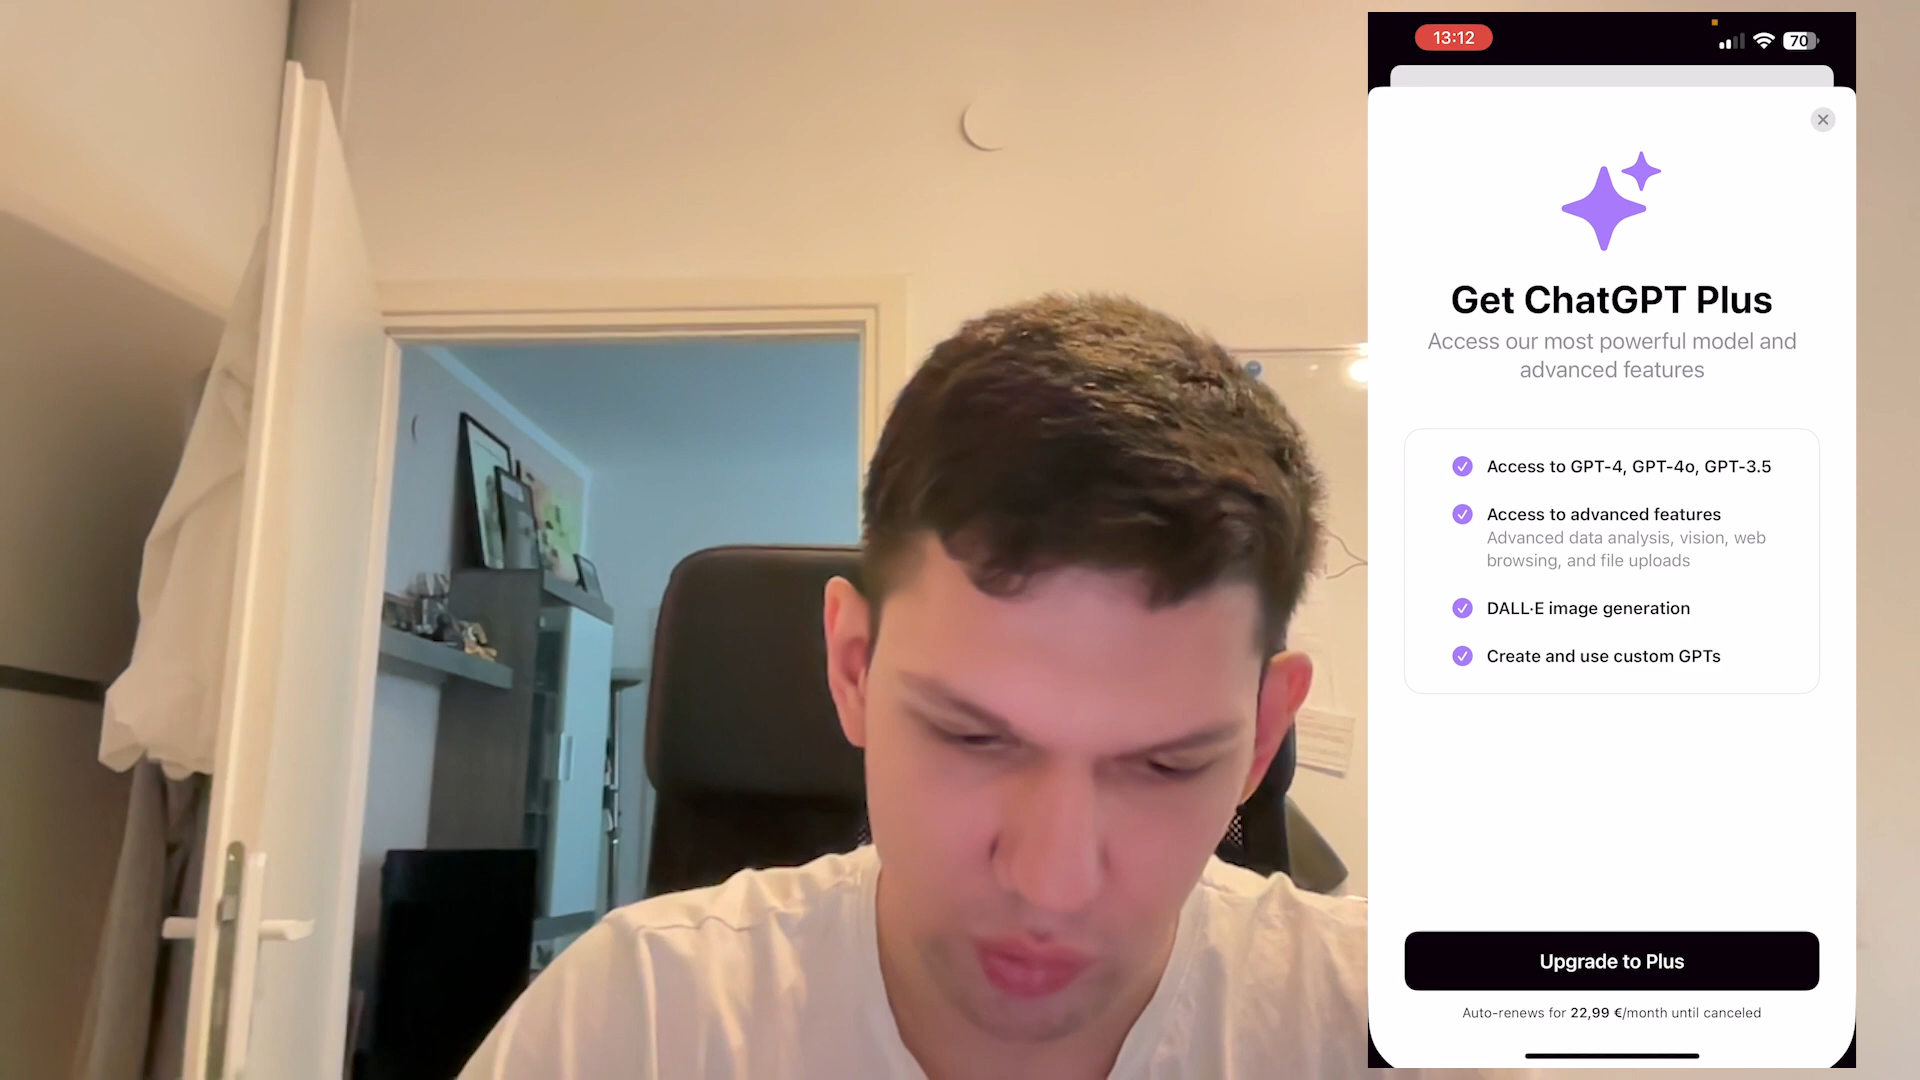 13:12
70
Get ChatGPT Plus
Access our most powerful model and
advanced features
Access to GPT-4, GPT-4o, GPT-3.5
Access to advanced features
Advanced data analysis, vision, web
browsing, and file uploads
DALL·E image generation
Create and use custom GPTs
Upgrade to Plus
Auto-renews for 22,99 €/month until canceled